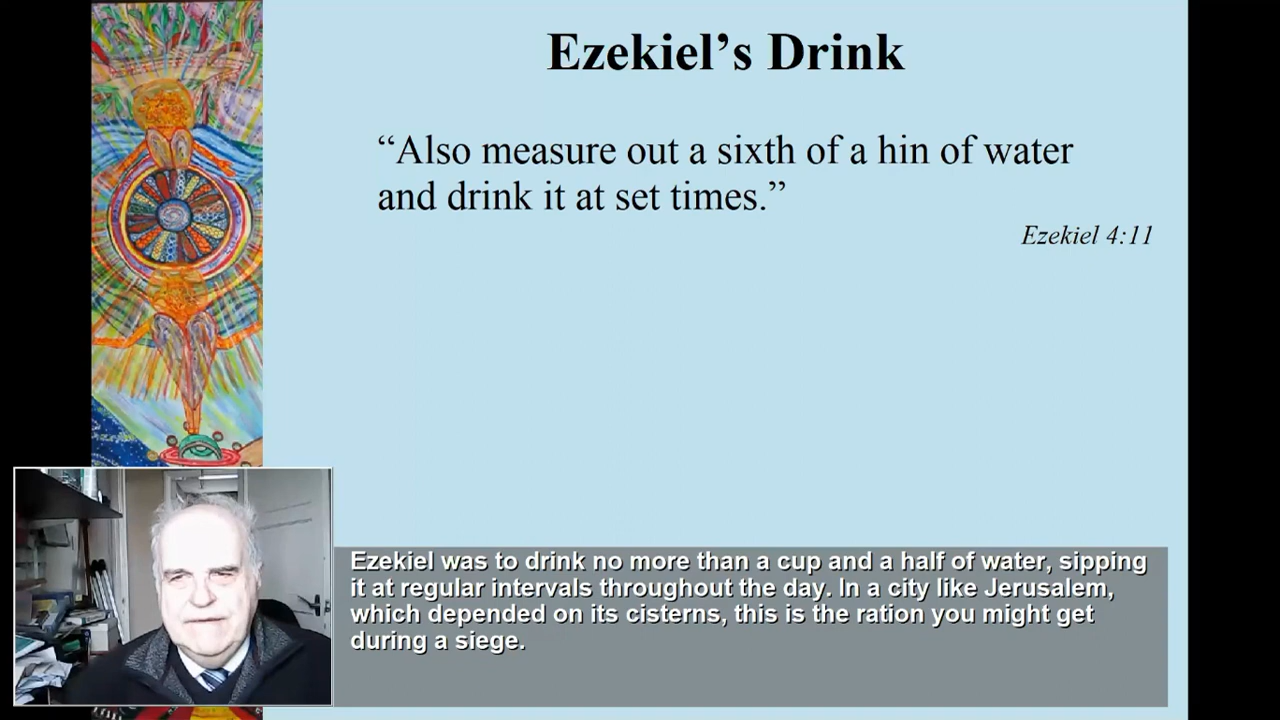 Ezekiel’s Drink
“Also measure out a sixth of a hin of water
and drink it at set times.”
Ezekiel 4:11
Ezekiel was to drink no more than a cup and a half of water, sipping
it at regular intervals throughout the day. In a city like Jerusalem,
which depended on its cisterns, this is the ration you might get
during a siege.